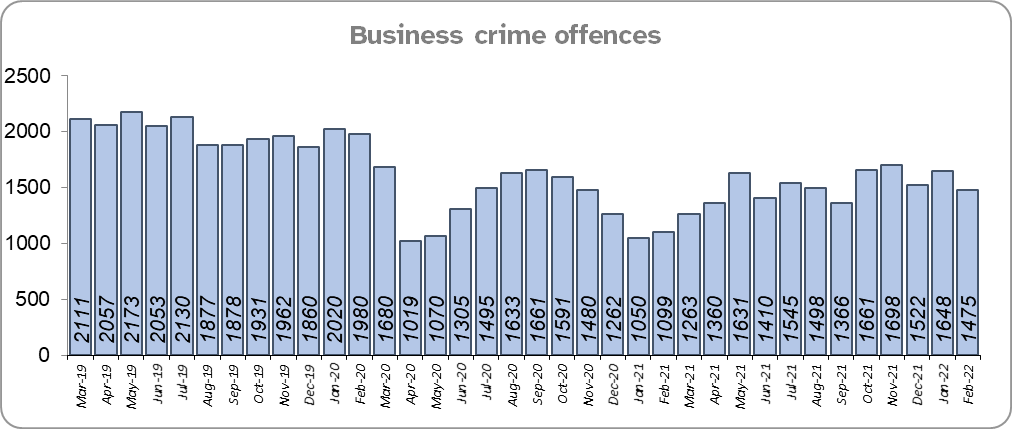 Business crime offences
2500
2000
1500
1000
500
0
2111 2057 2173 2053 2130 1877 1878 1931 1962 1860 2020 1980 1680 1019 1070 1305 1495 1633 1661 1591 1480 1262 1050 1099 1263 1360 1631 1410 1545 1498 1366 1661 1698 1522 1648 1475
Mar-19 Apr-19 May-19 Jun-19 Jul-19 Aug-19 Sep-19 Oct-19 Nov-19 Dec-19 Jan-20 Feb-20 Mar-20 Apr-20 May-20 Jun-20 Jul-20 Aug-20 Sep-20 Oct-20 Nov-20 Dec-20 Jan-21 Feb-21 Mar-21 Apr-21 May-21 Jun-21 Jul-21 Aug-21 Sep-21 Oct-21 Nov-21 Dec-21 Jan-22 Feb-22